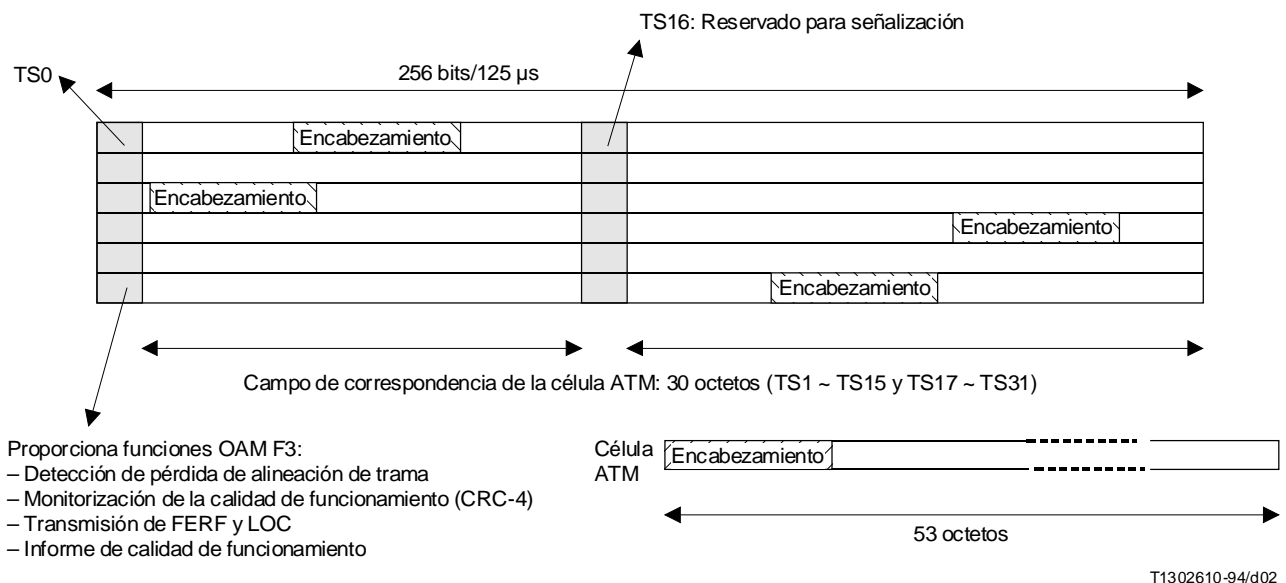 TS16: Reservado para señalización
TS0
256 bits/125 µs
Encabezamiento
Encabezamiento
Encabezamiento
Encabezamiento
Campo de correspondencia de la célula ATM: 30 octetos (TS1 ~ TS15 y TS17 ~ TS31)
Proporciona funciones OAM F3:
– Detección de pérdida de alineación de trama
– Monitorización de la calidad de funcionamiento (CRC-4)
– Transmisión de FERF y LOC
– Informe de calidad de funcionamiento
Célula
ATM
Encabezamiento
53 octetos
T1302610-94/d02